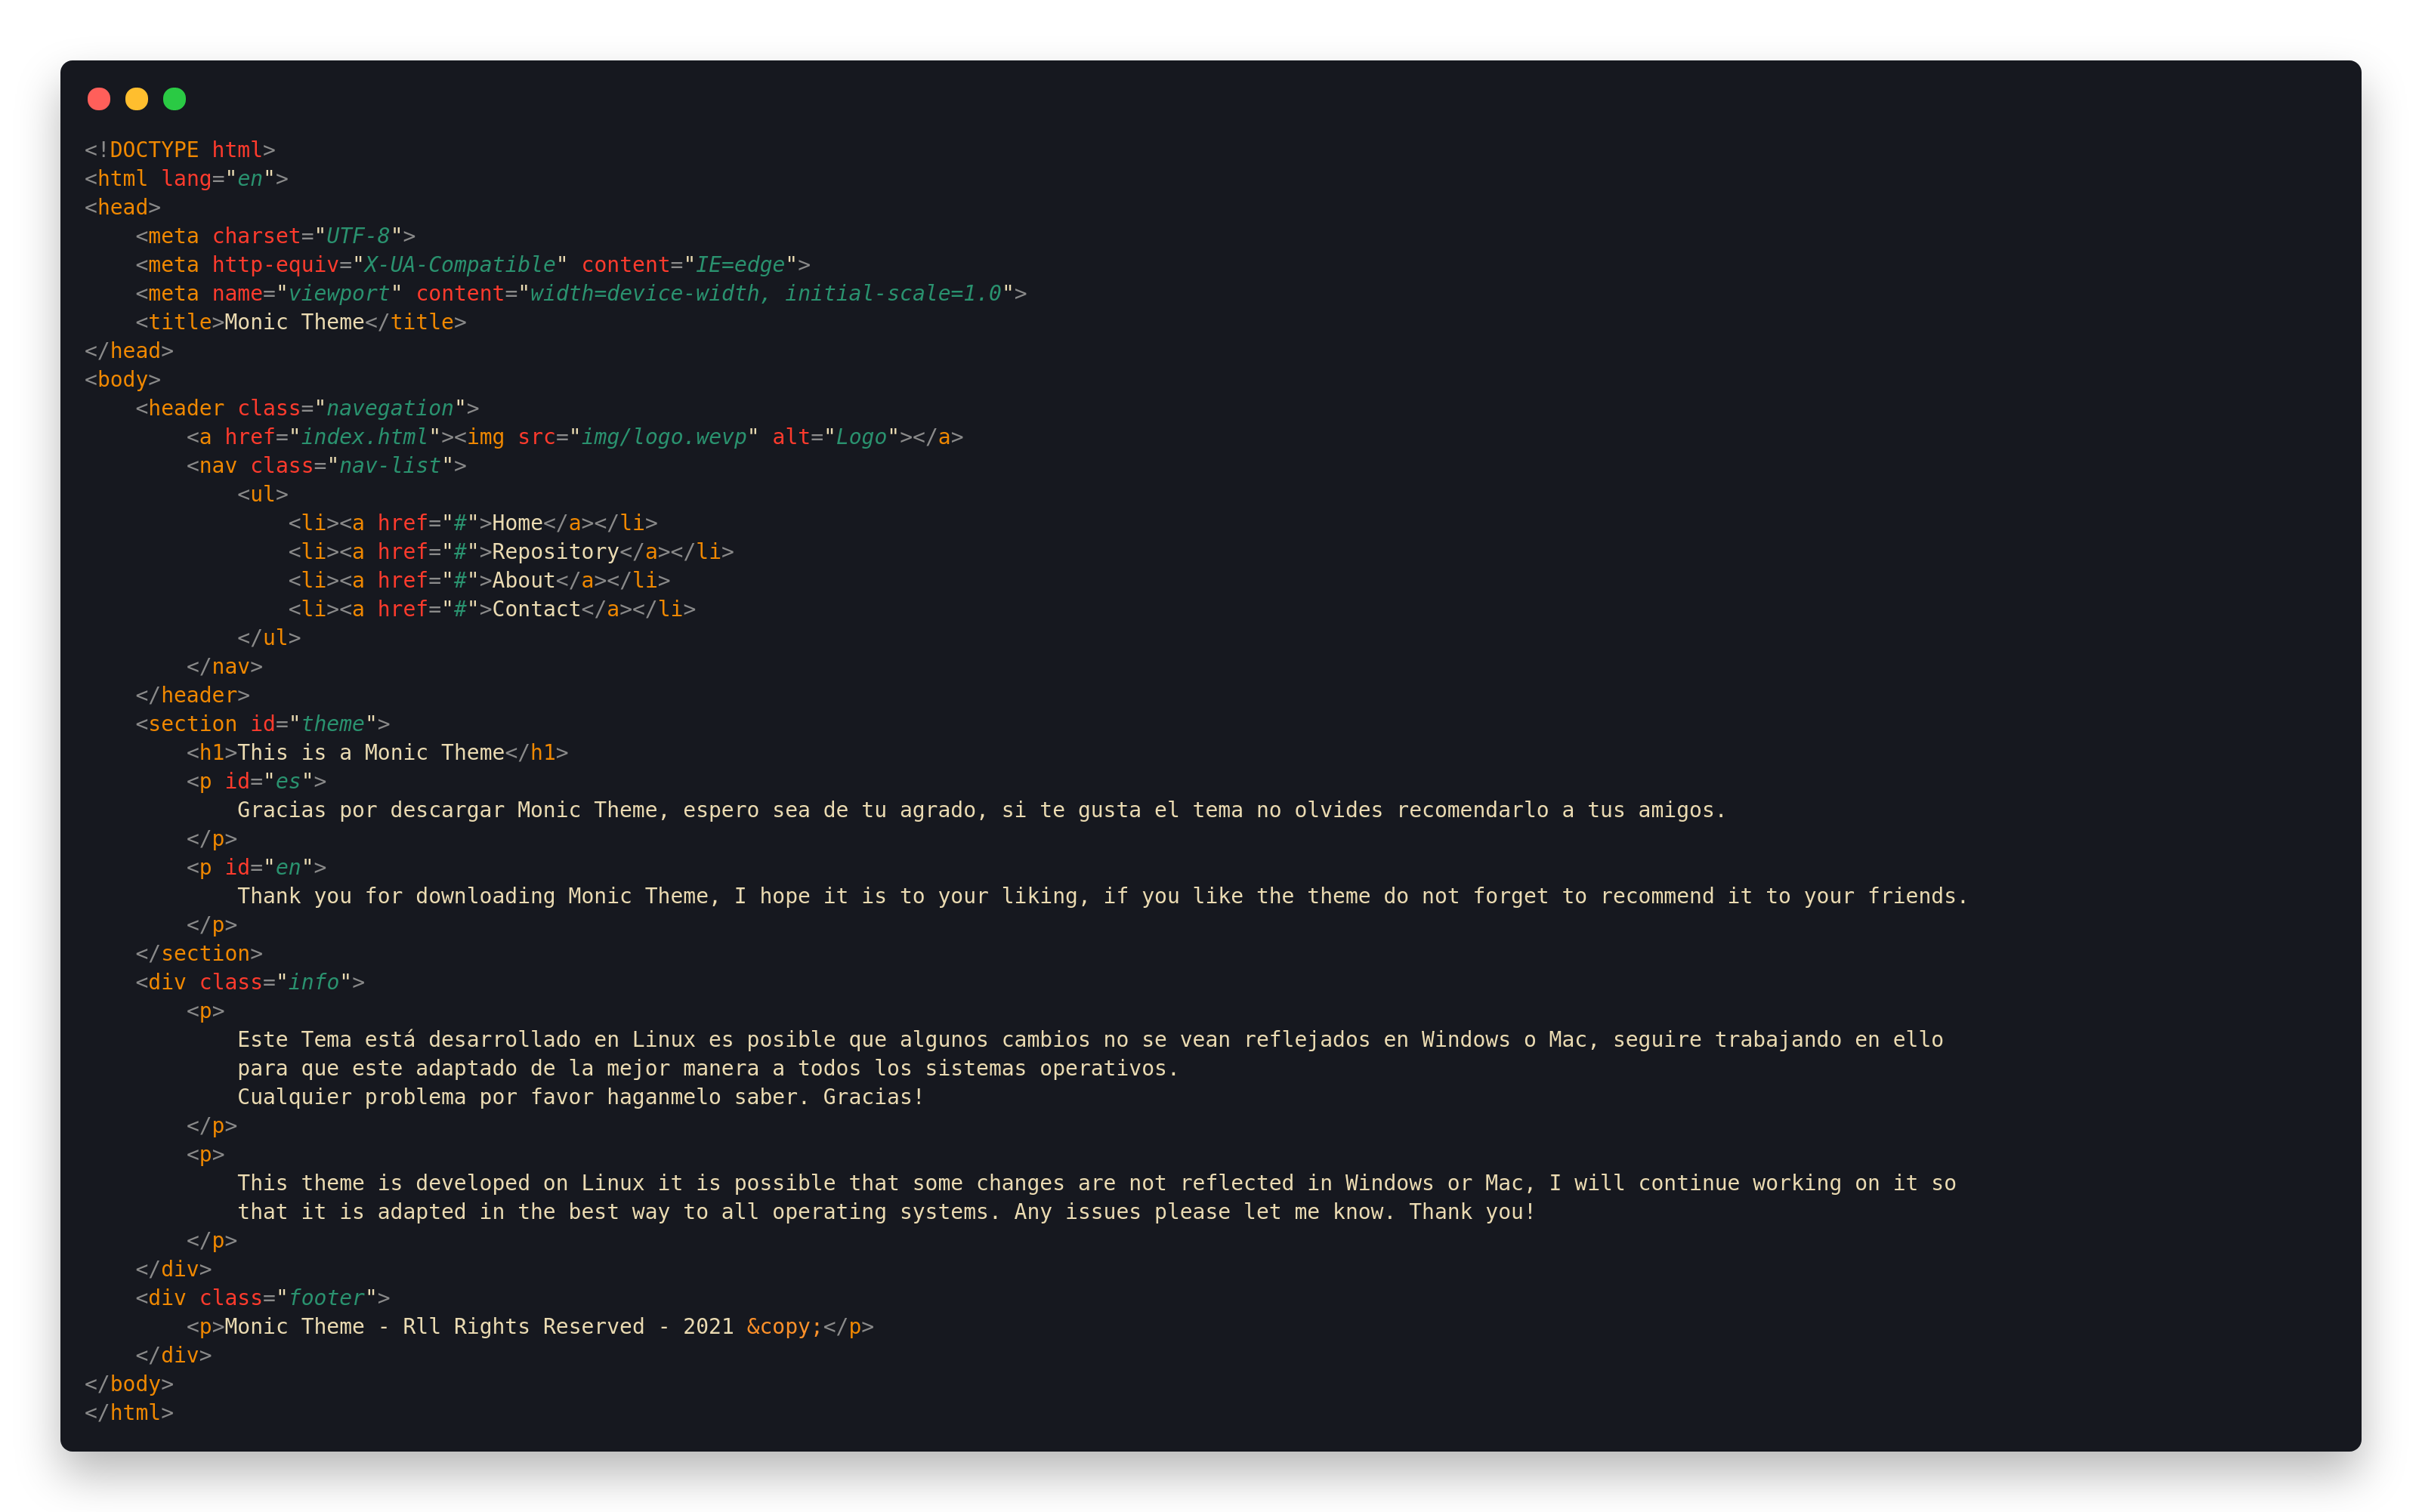 <!DOCTYPE html>
<html lang="en">
<head>
    <meta charset="UTF-8">
    <meta http-equiv="X-UA-Compatible" content="IE=edge">
    <meta name="viewport" content="width=device-width, initial-scale=1.0">
    <title>Monic Theme</title>
</head>
<body>
    <header class="navegation">
        <a href="index.html"><img src="img/logo.wevp" alt="Logo"></a>
        <nav class="nav-list">
            <ul>
                <li><a href="#">Home</a></li>
                <li><a href="#">Repository</a></li>
                <li><a href="#">About</a></li>
                <li><a href="#">Contact</a></li>
            </ul>
        </nav>
    </header>
    <section id="theme">
        <h1>This is a Monic Theme</h1>
        <p id="es">
            Gracias por descargar Monic Theme, espero sea de tu agrado, si te gusta el tema no olvides recomendarlo a tus amigos.
        </p>
        <p id="en">
            Thank you for downloading Monic Theme, I hope it is to your liking, if you like the theme do not forget to recommend it to your friends.
        </p>
    </section>
    <div class="info">
        <p>
            Este Tema está desarrollado en Linux es posible que algunos cambios no se vean reflejados en Windows o Mac, seguire trabajando en ello
            para que este adaptado de la mejor manera a todos los sistemas operativos.
            Cualquier problema por favor haganmelo saber. Gracias!
        </p>
        <p>
            This theme is developed on Linux it is possible that some changes are not reflected in Windows or Mac, I will continue working on it so
            that it is adapted in the best way to all operating systems. Any issues please let me know. Thank you!
        </p>
    </div>
    <div class="footer">
        <p>Monic Theme - Rll Rights Reserved - 2021 &copy;</p>
    </div>
</body>
</html>